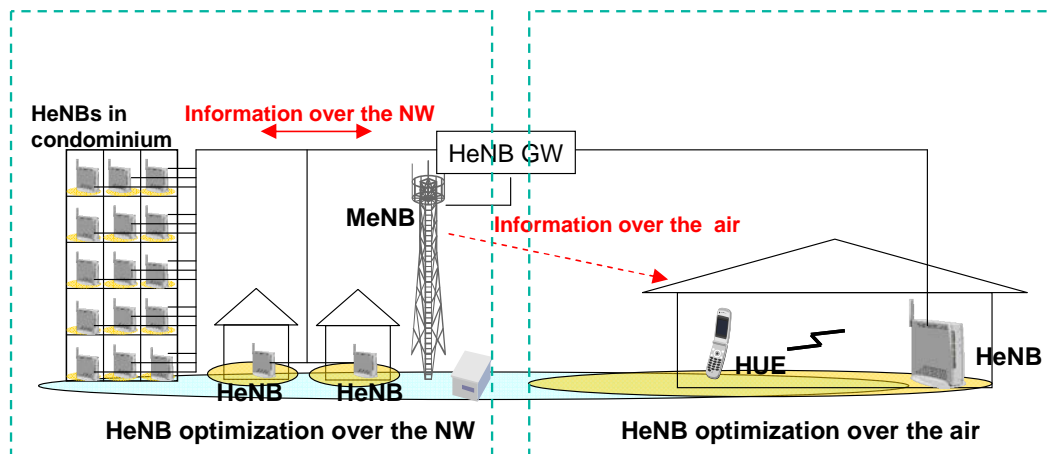 HeNBs in
condominium
Information over the NW
HeNB GW
MeNB
Information over the air
HeNB
HeNB
HUE
HeNB
HeNB optimization over the NW
HeNB optimization over the air